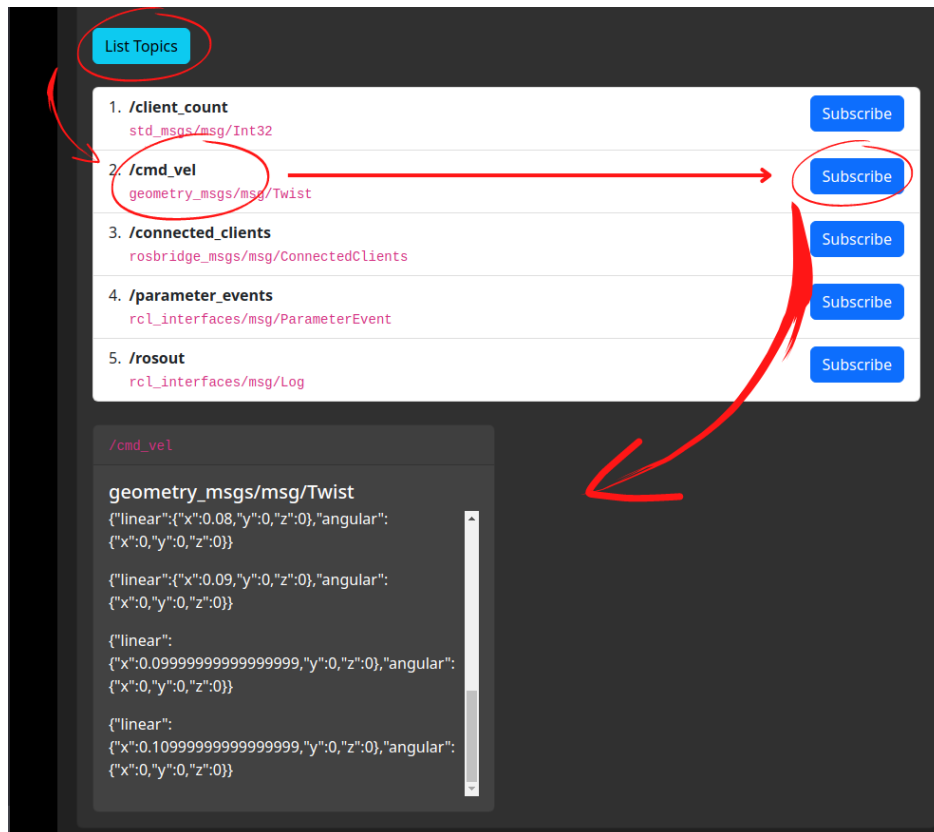 List Topics
1. /client_count
std_msgs/msg/Int32
Subscribe
2. /cmd_vel
geometry_msgs/msg/Twist
Subscribe
3. /connected_clients
rosbridge_msgs/msg/ConnectedClients
Subscribe
4. /parameter_events
rcl_interfaces/msg/ParameterEvent
Subscribe
5. /rosout
rcl_interfaces/msg/Log
Subscribe
/cmd_vel
geometry_msgs/msg/Twist
{"linear":{"x":0.08,"y":0,"z":0},"angular":
{"x":0,"y":0,"z":0}}
{"linear":{"x":0.09,"y":0,"z":0},"angular":
{"x":0,"y":0,"z":0}}
{"linear":
{"x":0.09999999999999999,"y":0,"z":0},"angular":
{"x":0,"y":0,"z":0}}
{"linear":
{"x":0.10999999999999999,"y":0,"z":0},"angular":
{"x":0,"y":0,"z":0}}